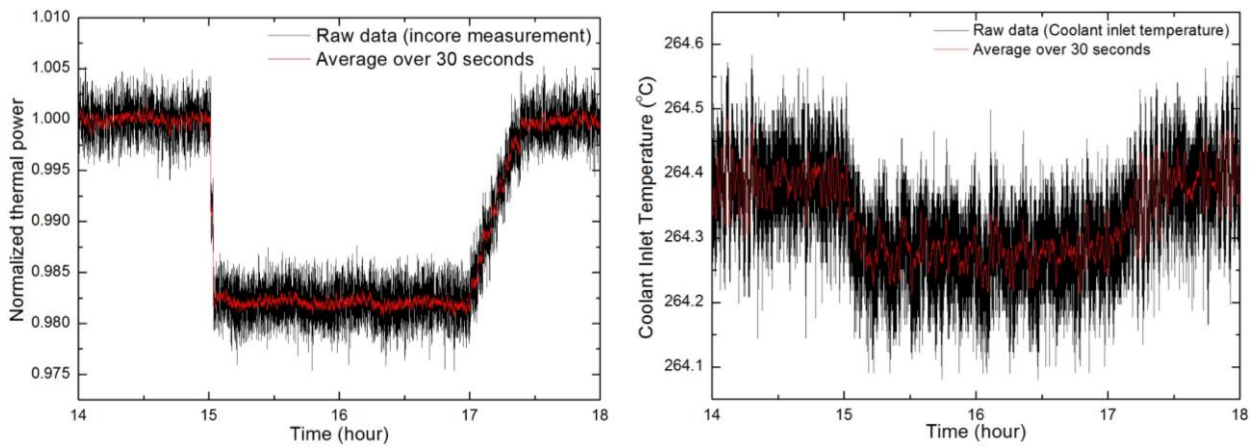 1.010
1.005
1.000
0.995
0.990
0.985
0.980
0.975
Normalized thermal power
Raw data (incore measurement)
Average over 30 seconds
14 15 16 17 18
Time (hour)
264.6
264.5
264.4
264.3
264.2
264.1
Coolant Inlet Temperature (°C)
Raw data (Coolant inlet temperature)
Average over 30 seconds
14 15 16 17 18
Time (hour)